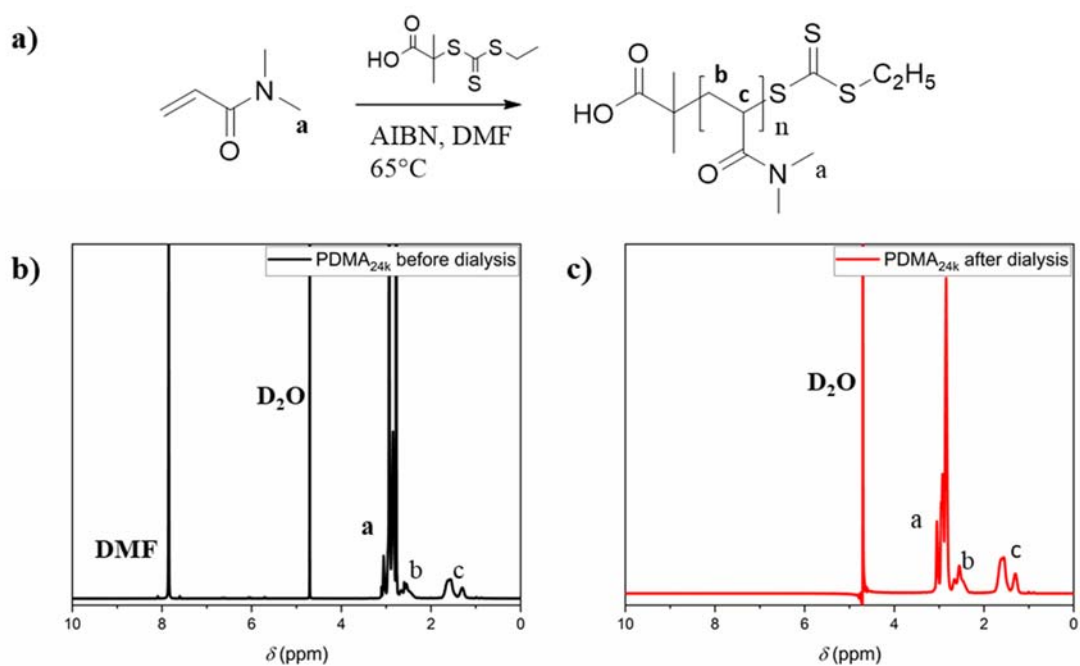 a)
HO
O
S
S
S
N
a
O
AIBN, DMF
65°C
O
HO
b
c
n
S
S
S
C₂H₅
O
N
a
b)
PDMA₂₄ₖ before dialysis
DMF
D₂O
a
b
c
10
8
6
4
2
0
δ (ppm)
c)
PDMA₂₄ₖ after dialysis
D₂O
a
b
c
10
8
6
4
2
0
δ (ppm)